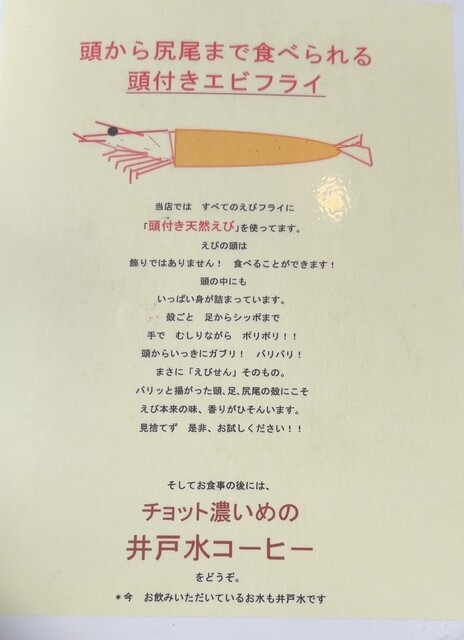 頭から尻尾まで食べられる
頭付きエビフライ
当店では　すべてのえびフライに
「頭付き天然えび」を使ってます。
えびの頭は
飾りではありません！　食べることができます！
頭の中にも
いっぱい身が詰まっています。
殻ごと　足からシッポまで
手で　むしりながら　ポリポリ！！
頭からいっきにガブリ！　バリバリ！
まさに「えびせん」そのもの。
パリッと揚がった頭、足、尻尾の殻にこそ
えび本来の味、香りがひそんいます。
見捨てず　是非、お試しください！！
そしてお食事の後には、
チョット濃いめの
井戸水コーヒー
をどうぞ。
＊今　お飲みいただいているお水も井戸水です